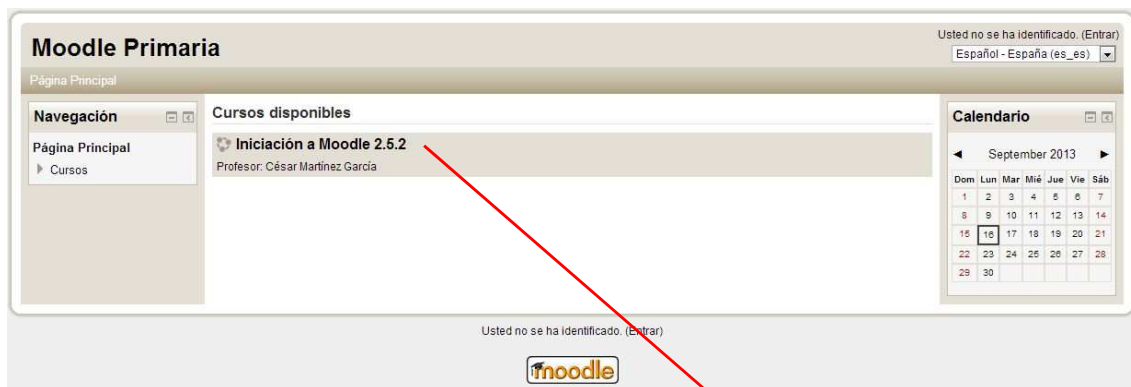 Usted no se ha identificado. (Entrar)
Moodle Primaria
Español - España (es_es)
Página Principal
Navegación
Página Principal
Cursos
Cursos disponibles
Iniciación a Moodle 2.5.2
Profesor: César Martínez García
Calendario
◄ September 2013 ►
Dom Lun Mar Mié Jue Vie Sáb
1 2 3 4 5 6 7
8 9 10 11 12 13 14
15 16 17 18 19 20 21
22 23 24 25 26 27 28
29 30
Usted no se ha identificado. (Entrar)
moodle